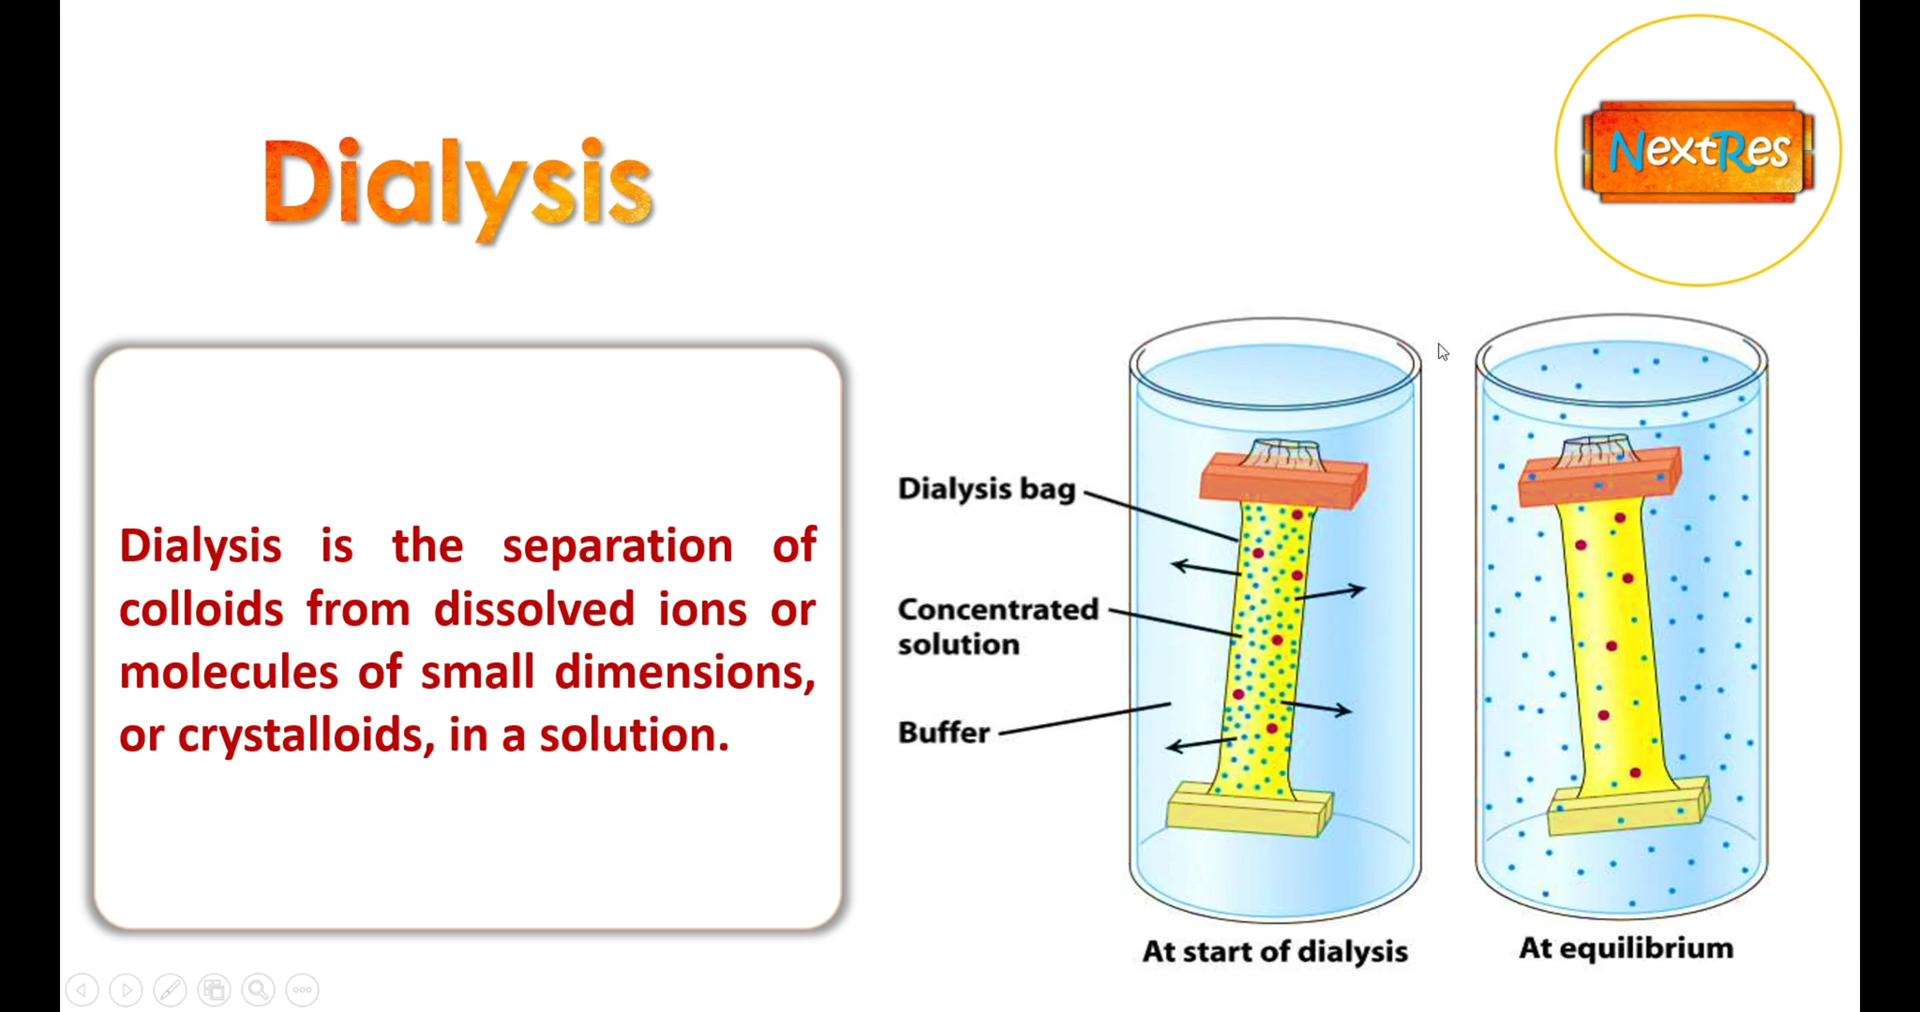 Dialysis
NextRes
Dialysis is the separation of
colloids from dissolved ions or
molecules of small dimensions,
or crystalloids, in a solution.
Dialysis bag
Concentrated
solution
Buffer
At start of dialysis
At equilibrium